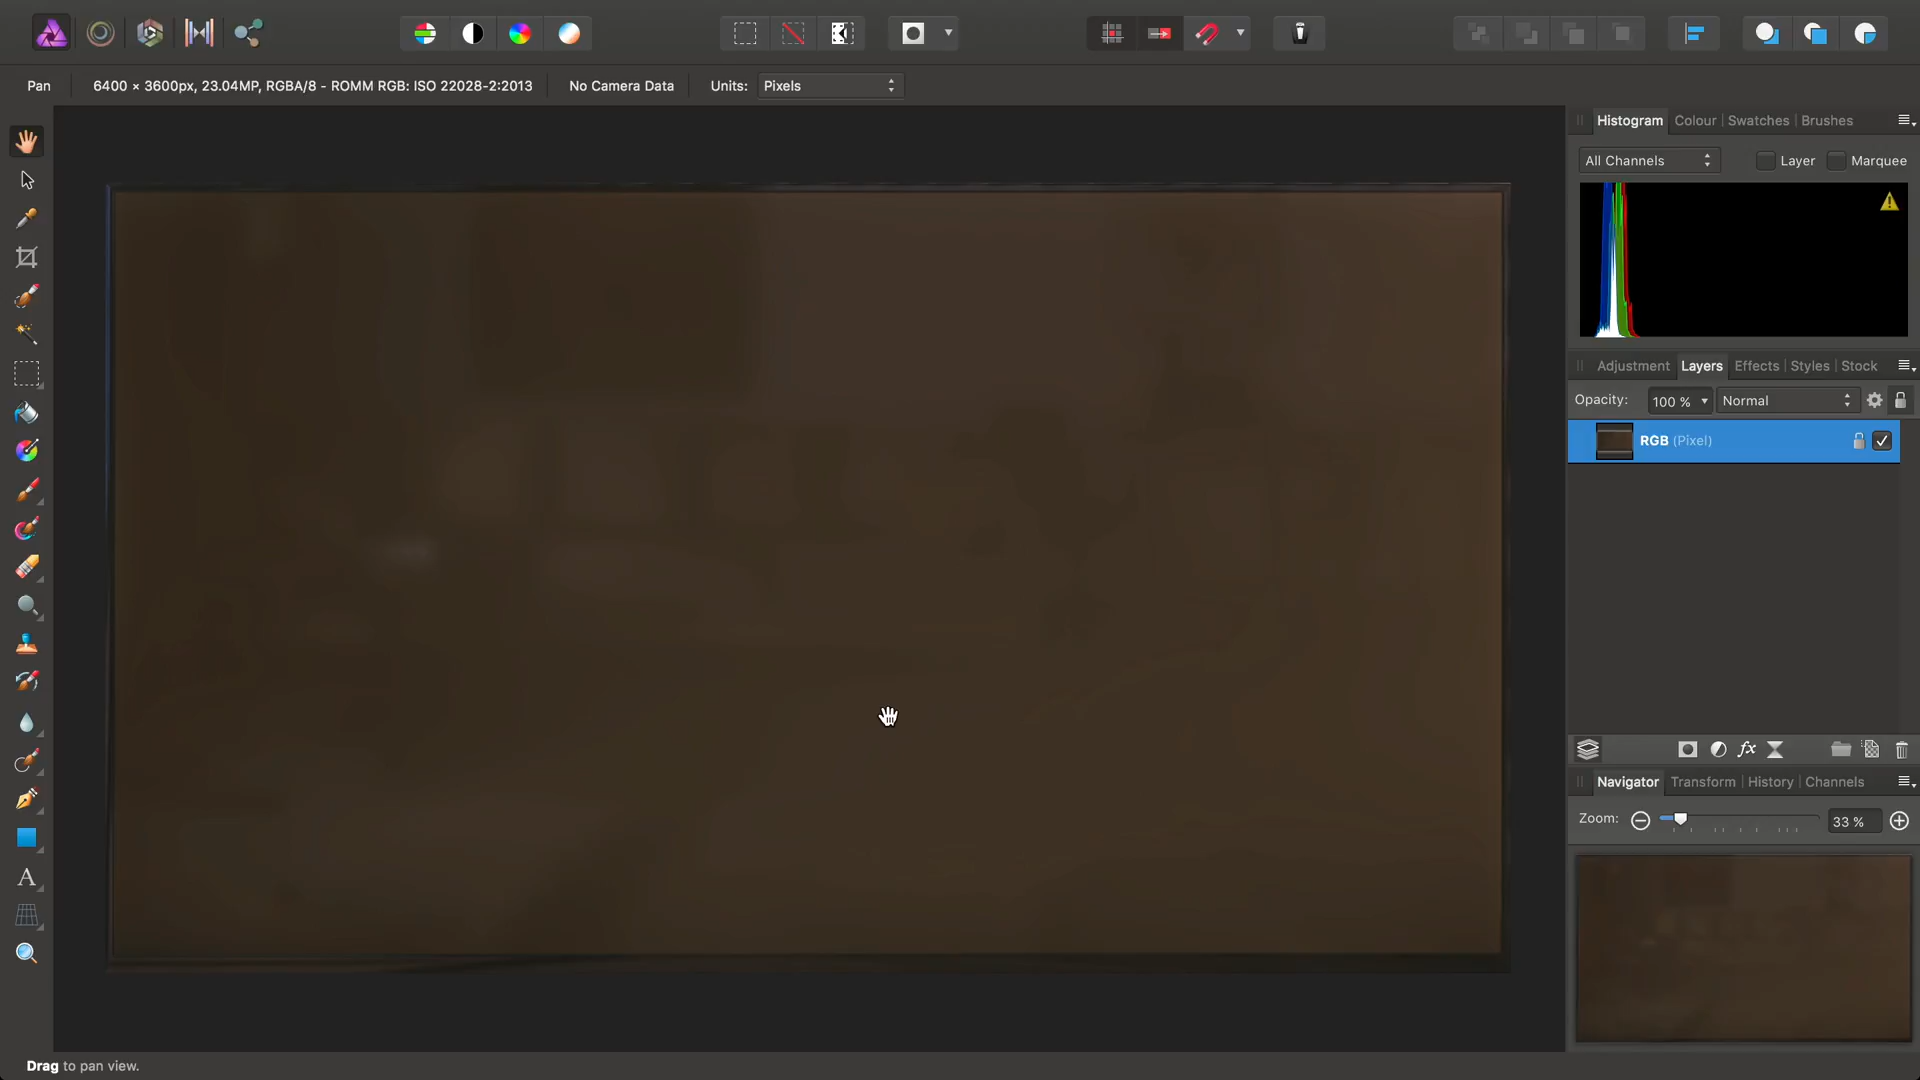 Pan
6400 × 3600px, 23.04MP, RGBA/8 - ROMM RGB: ISO 22028-2:2013
No Camera Data
Units:
Pixels
Histogram
Colour
Swatches
Brushes
All Channels
Layer
Marquee
Adjustment
Layers
Effects
Styles
Stock
Opacity:
100 %
Normal
RGB (Pixel)
fx
Navigator
Transform
History
Channels
Zoom:
33 %
A
Drag to pan view.